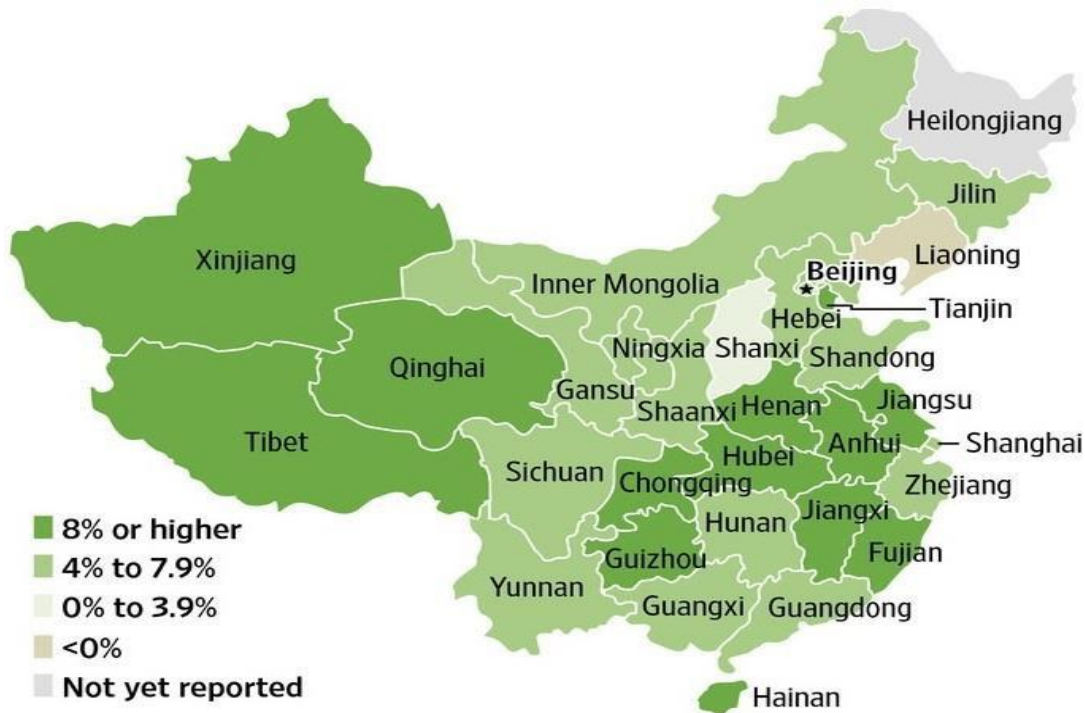 Heilongjiang
Jilin
Xinjiang
Liaoning
Inner Mongolia
Beijing
Tianjin
Hebei
Ningxia
Shanxi
Shandong
Qinghai
Gansu
Shaanxi
Henan
Jiangsu
Tibet
Anhui
Shanghai
Hubei
Sichuan
Chongqing
Zhejiang
Jiangxi
Hunan
Fujian
Guizhou
Yunnan
Guangxi
Guangdong
Hainan
8% or higher
4% to 7.9%
0% to 3.9%
<0%
Not yet reported